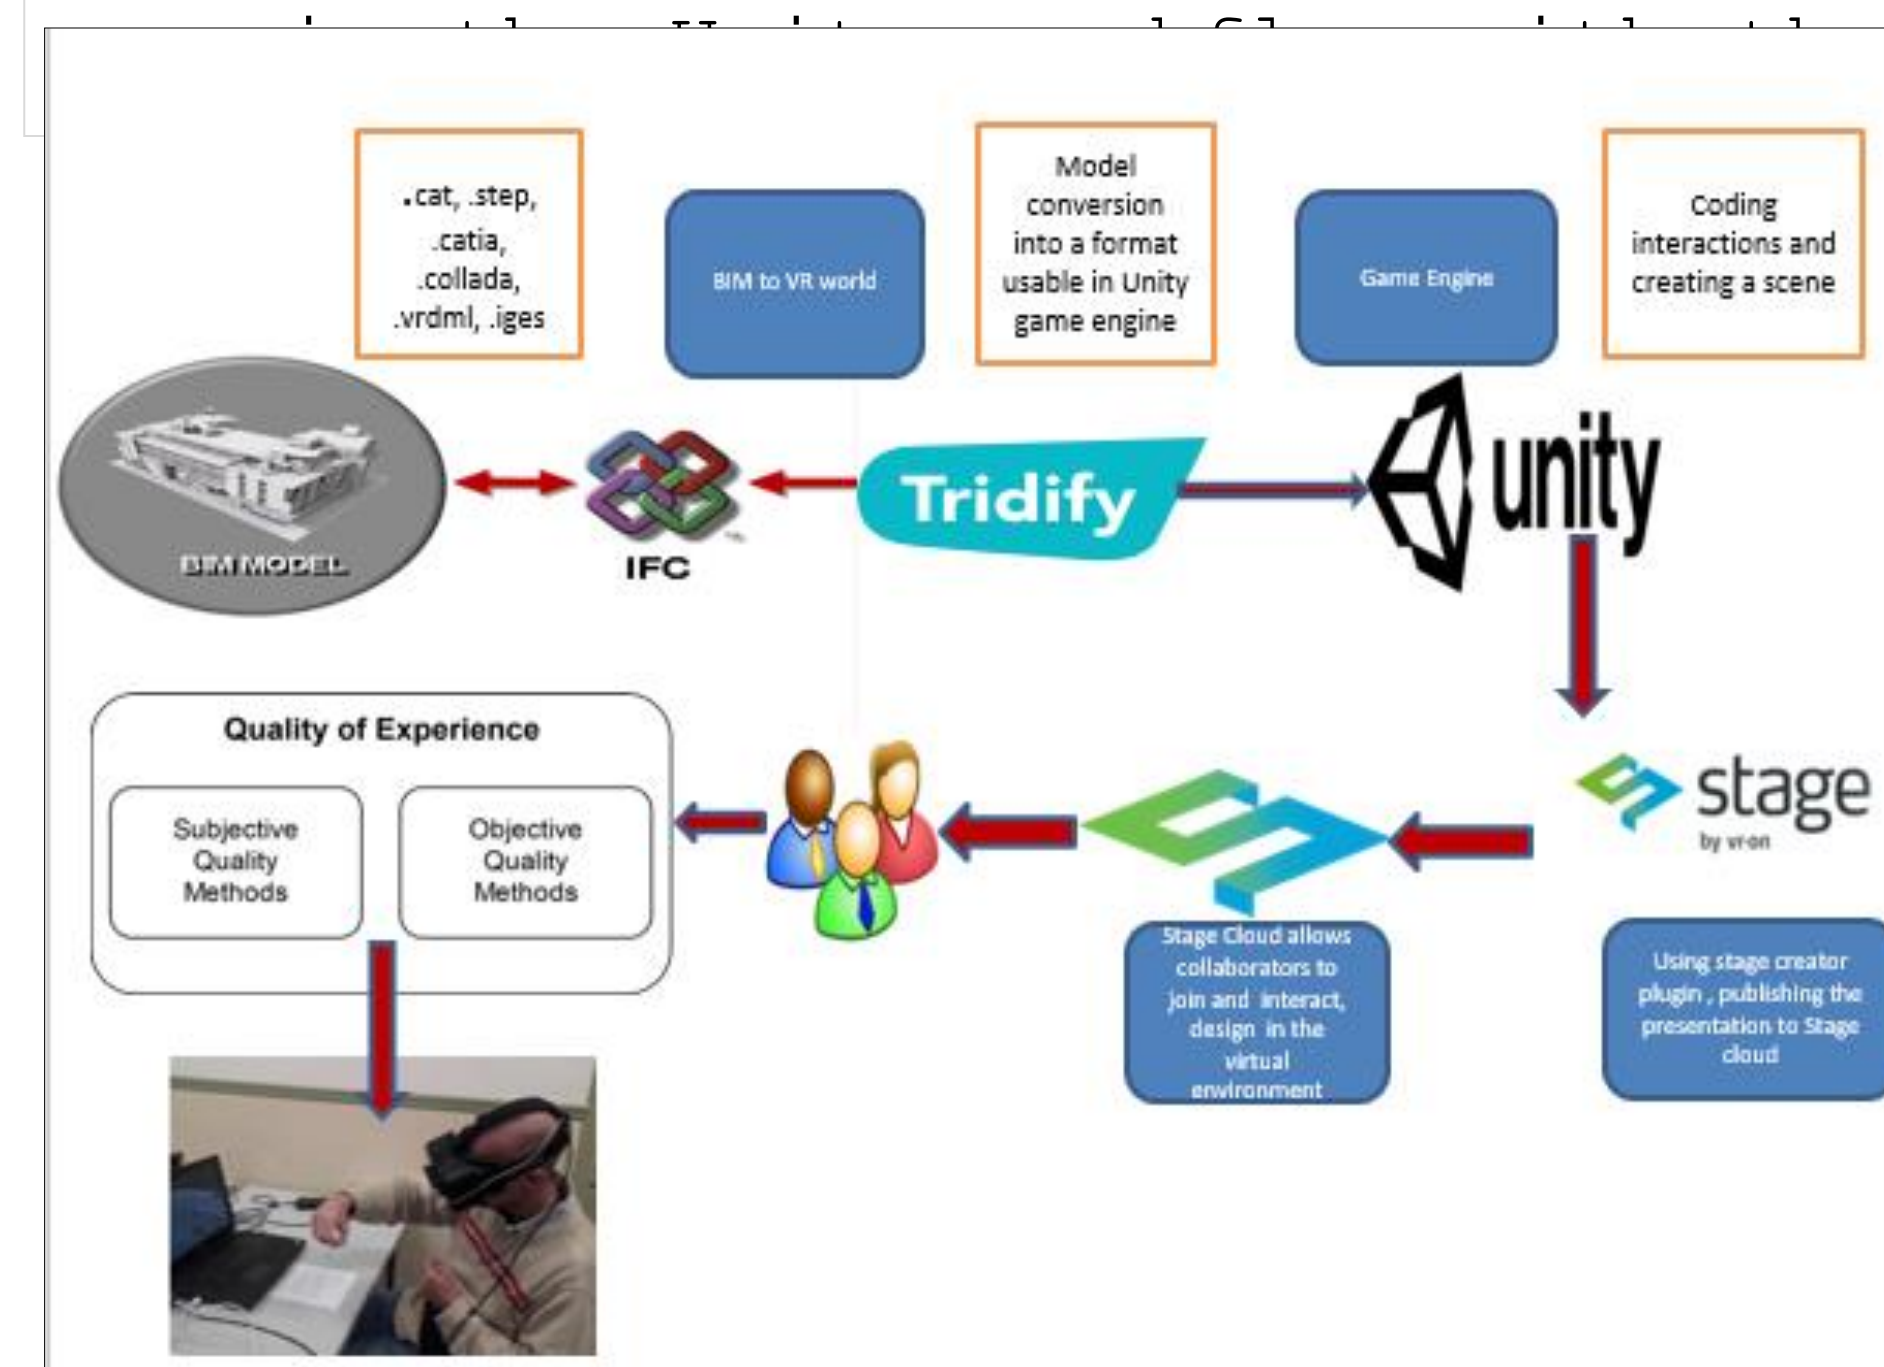 .cat, .step,
.catia,
.collada,
.vrdml, .iges
BIM to VR world
Model
conversion
into a format
usable in Unity
game engine
Game Engine
Coding
interactions and
creating a scene
BIM MODEL
IFC
Tridify
unity
Quality of Experience
Subjective
Quality
Methods
Objective
Quality
Methods
stage
by vr-on
Stage Cloud allows
collaborators to
join and interact,
design in the
virtual
environment
Using stage creator
plugin , publishing the
presentation to Stage
cloud